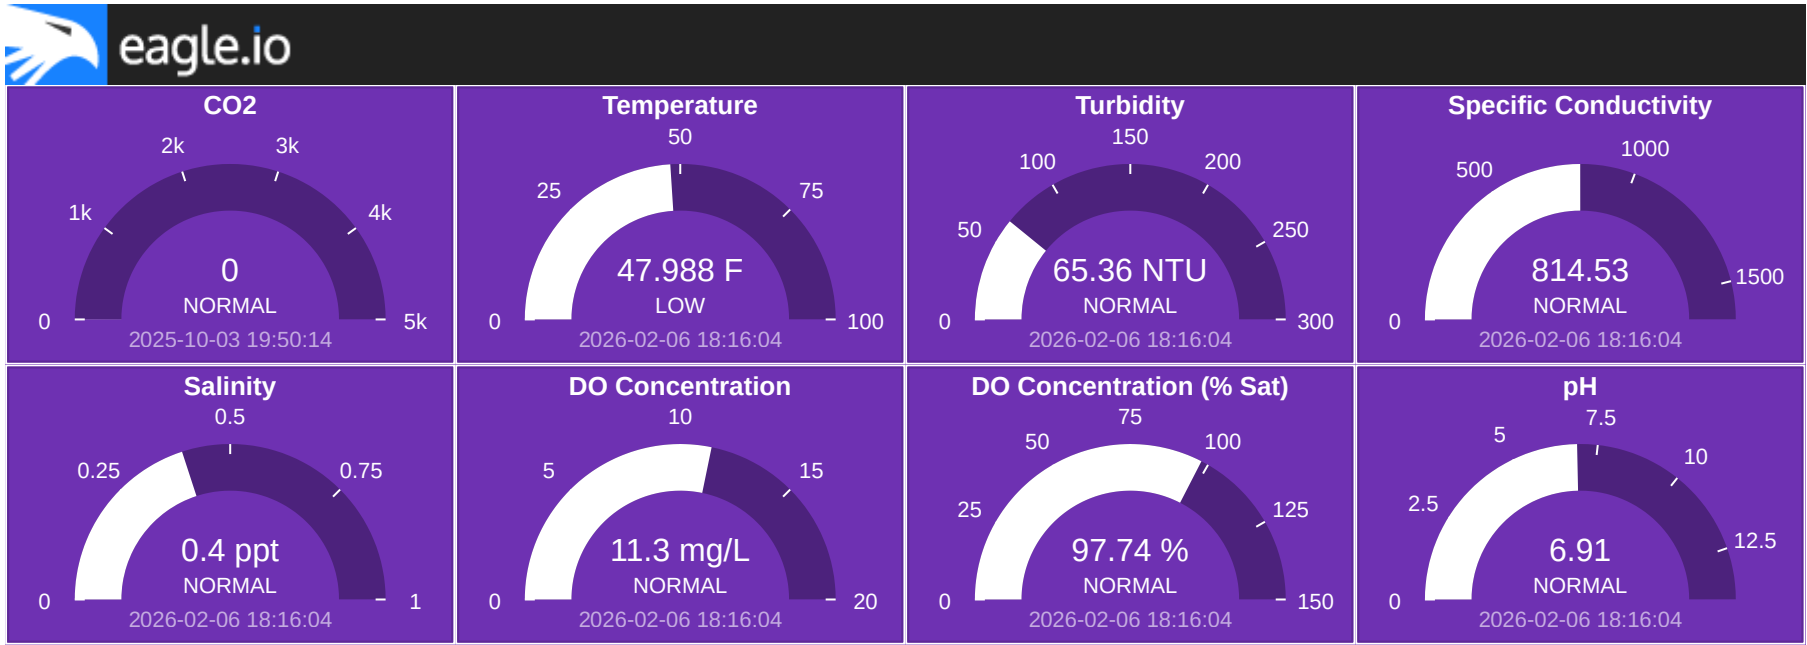 eagle.io
CO2
0
1k
2k
3k
4k
5k
0
NORMAL
2025-10-03 19:50:14
Temperature
0
25
50
75
100
47.988 F
LOW
2026-02-06 18:16:04
Turbidity
0
50
100
150
200
250
300
65.36 NTU
NORMAL
2026-02-06 18:16:04
Specific Conductivity
0
500
1000
1500
814.53
NORMAL
2026-02-06 18:16:04
Salinity
0
0.25
0.5
0.75
1
0.4 ppt
NORMAL
2026-02-06 18:16:04
DO Concentration
0
5
10
15
20
11.3 mg/L
NORMAL
2026-02-06 18:16:04
DO Concentration (% Sat)
0
25
50
75
100
125
150
97.74 %
NORMAL
2026-02-06 18:16:04
pH
0
2.5
5
7.5
10
12.5
6.91
NORMAL
2026-02-06 18:16:04